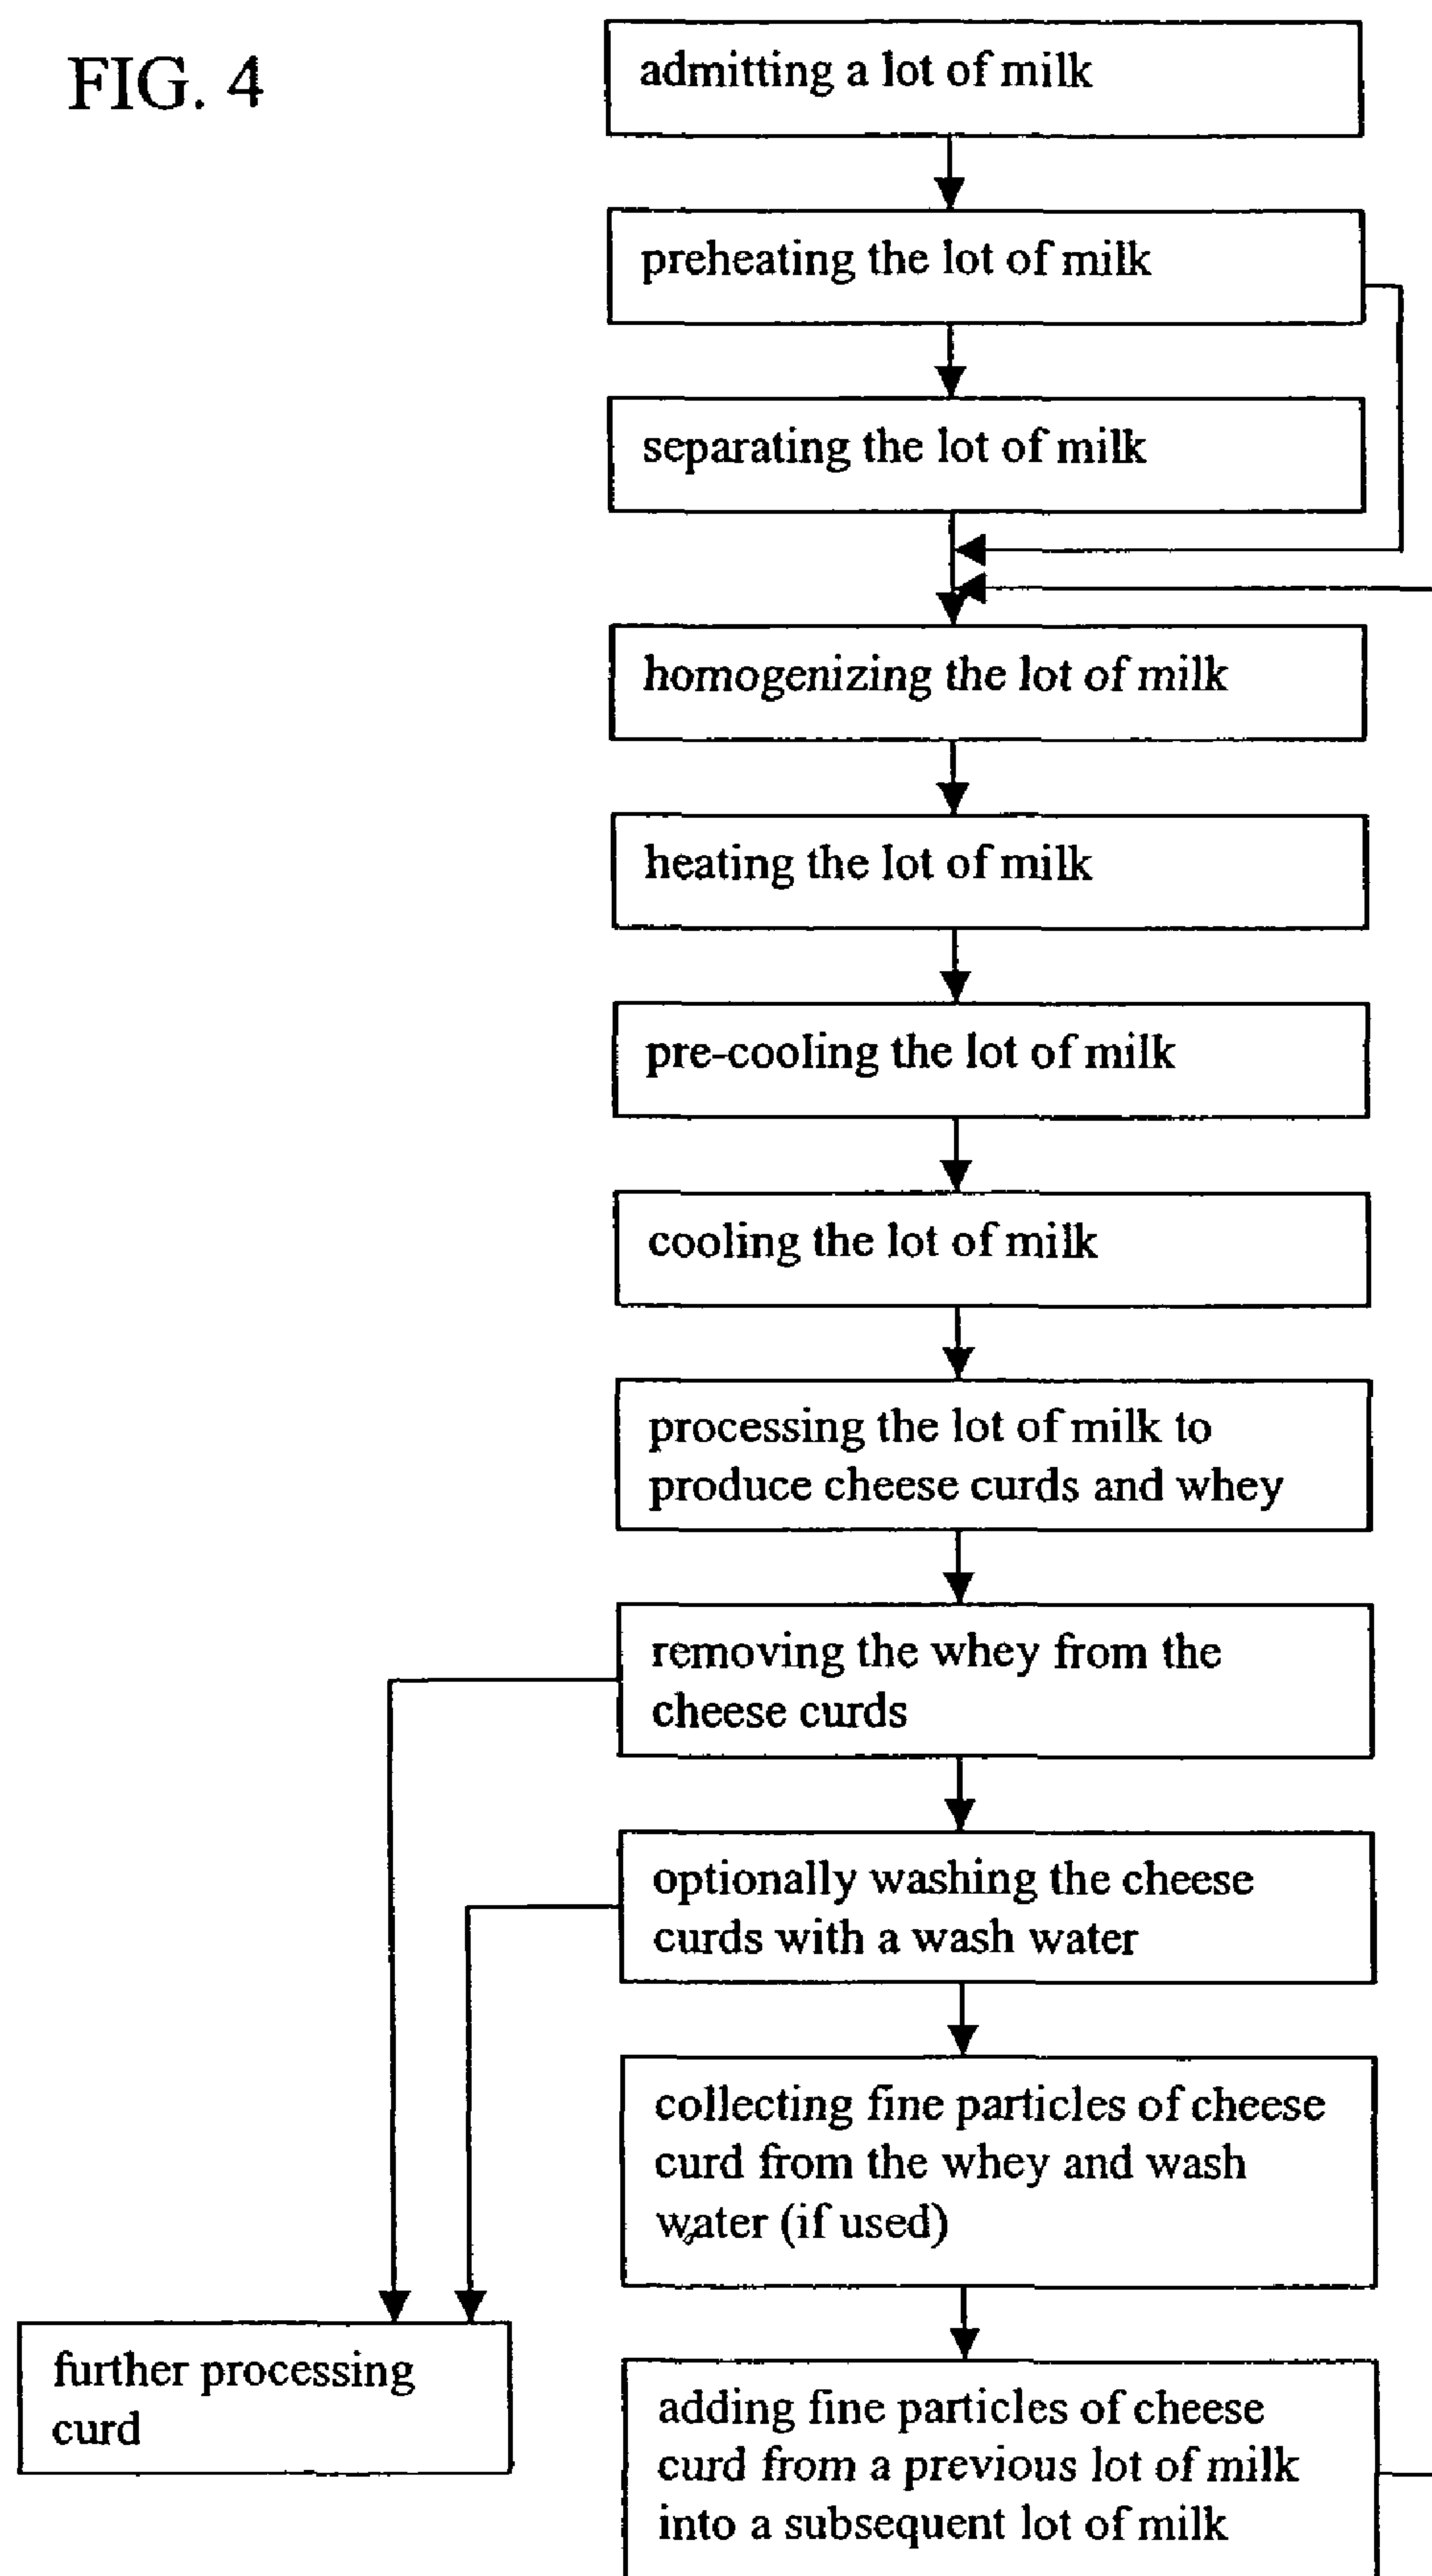 FIG. 4
admitting a lot of milk
preheating the lot of milk
separating the lot of milk
homogenizing the lot of milk
heating the lot of milk
pre-cooling the lot of milk
cooling the lot of milk
processing the lot of milk to
produce cheese curds and whey
removing the whey from the
cheese curds
optionally washing the cheese
curds with a wash water
collecting fine particles of cheese
curd from the whey and wash
water (if used)
further processing
curd
adding fine particles of cheese
curd from a previous lot of milk
into a subsequent lot of milk